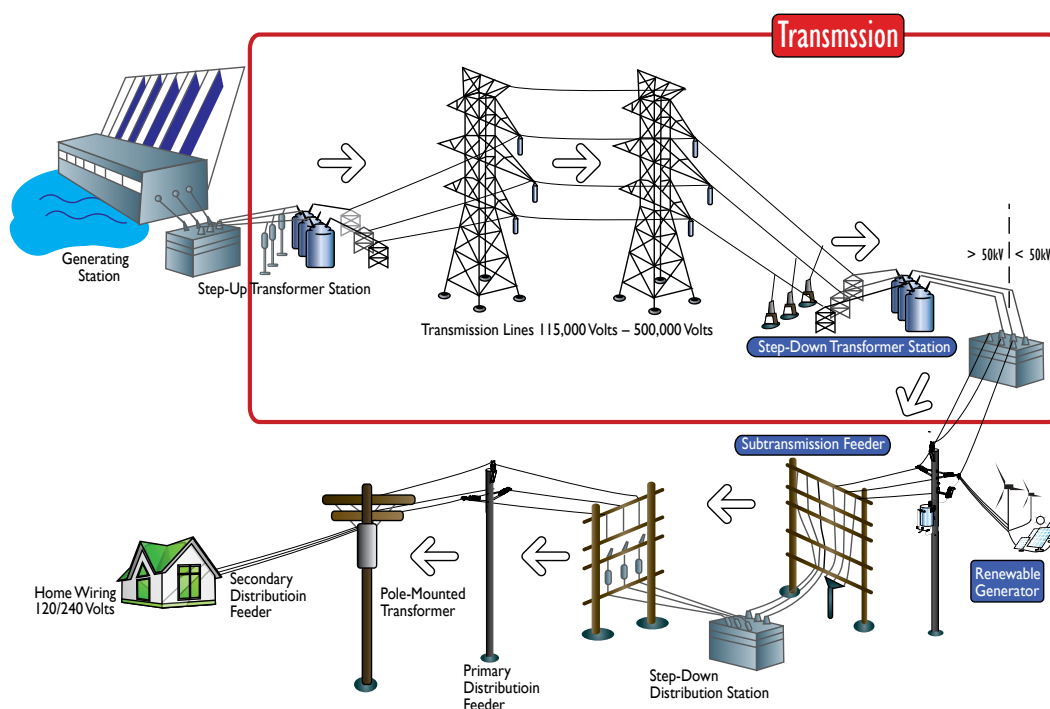 Transmssion
Generating
Station
Step-Up Transformer Station
Transmission Lines 115,000 Volts – 500,000 Volts
> 50kV
< 50kV
Step-Down Transformer Station
Subtransmission Feeder
Renewable
Generator
Home Wiring
120/240 Volts
Secondary
Distributioin
Feeder
Pole-Mounted
Transformer
Primary
Distributioin
Feeder
Step-Down
Distribution Station